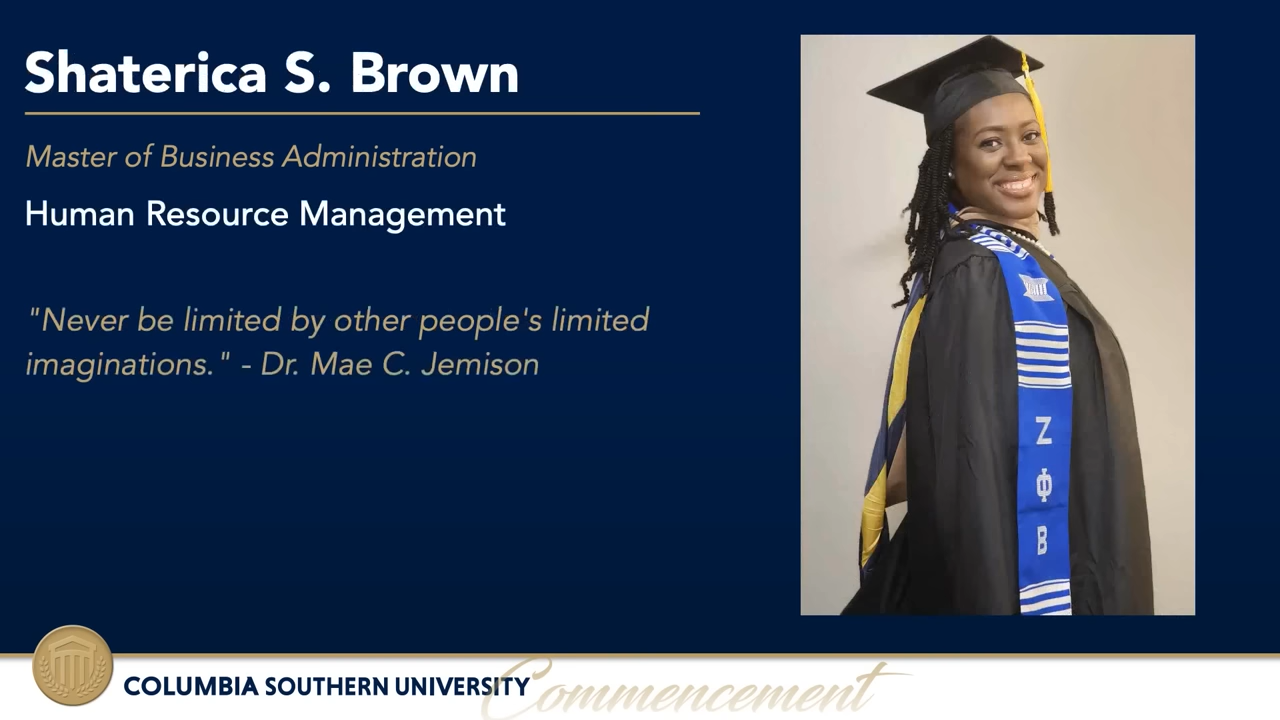 Shaterica S. Brown
Master of Business Administration
Human Resource Management
"Never be limited by other people's limited
imaginations." - Dr. Mae C. Jemison
Ζ
Φ
Β
COLUMBIA SOUTHERN UNIVERSITY
Commencement